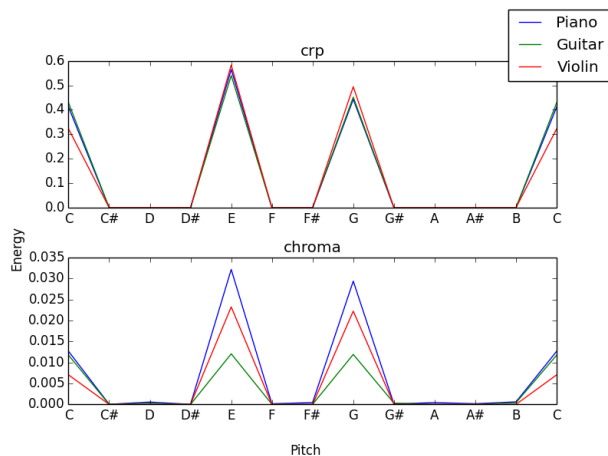 Piano
Guitar
Violin
crp
0.6
0.5
0.4
0.3
0.2
0.1
0.0
C C# D D# E F F# G G# A A# B C
Energy
chroma
0.035
0.030
0.025
0.020
0.015
0.010
0.005
0.000
C C# D D# E F F# G G# A A# B C
Pitch